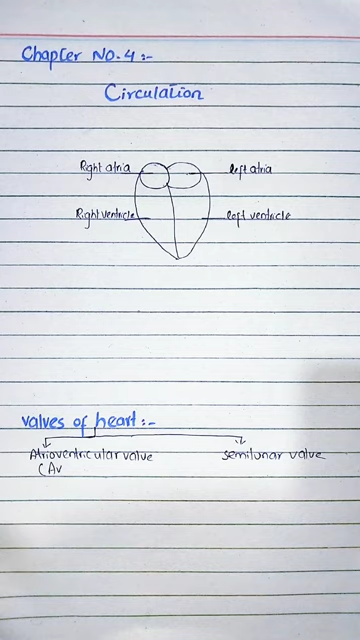 Chapter No. 4 :-
Circulation
Right atria left atria
Right ventricle left ventricle
valves of heart :-
Atrioventricular valve semilunar valve
(AV